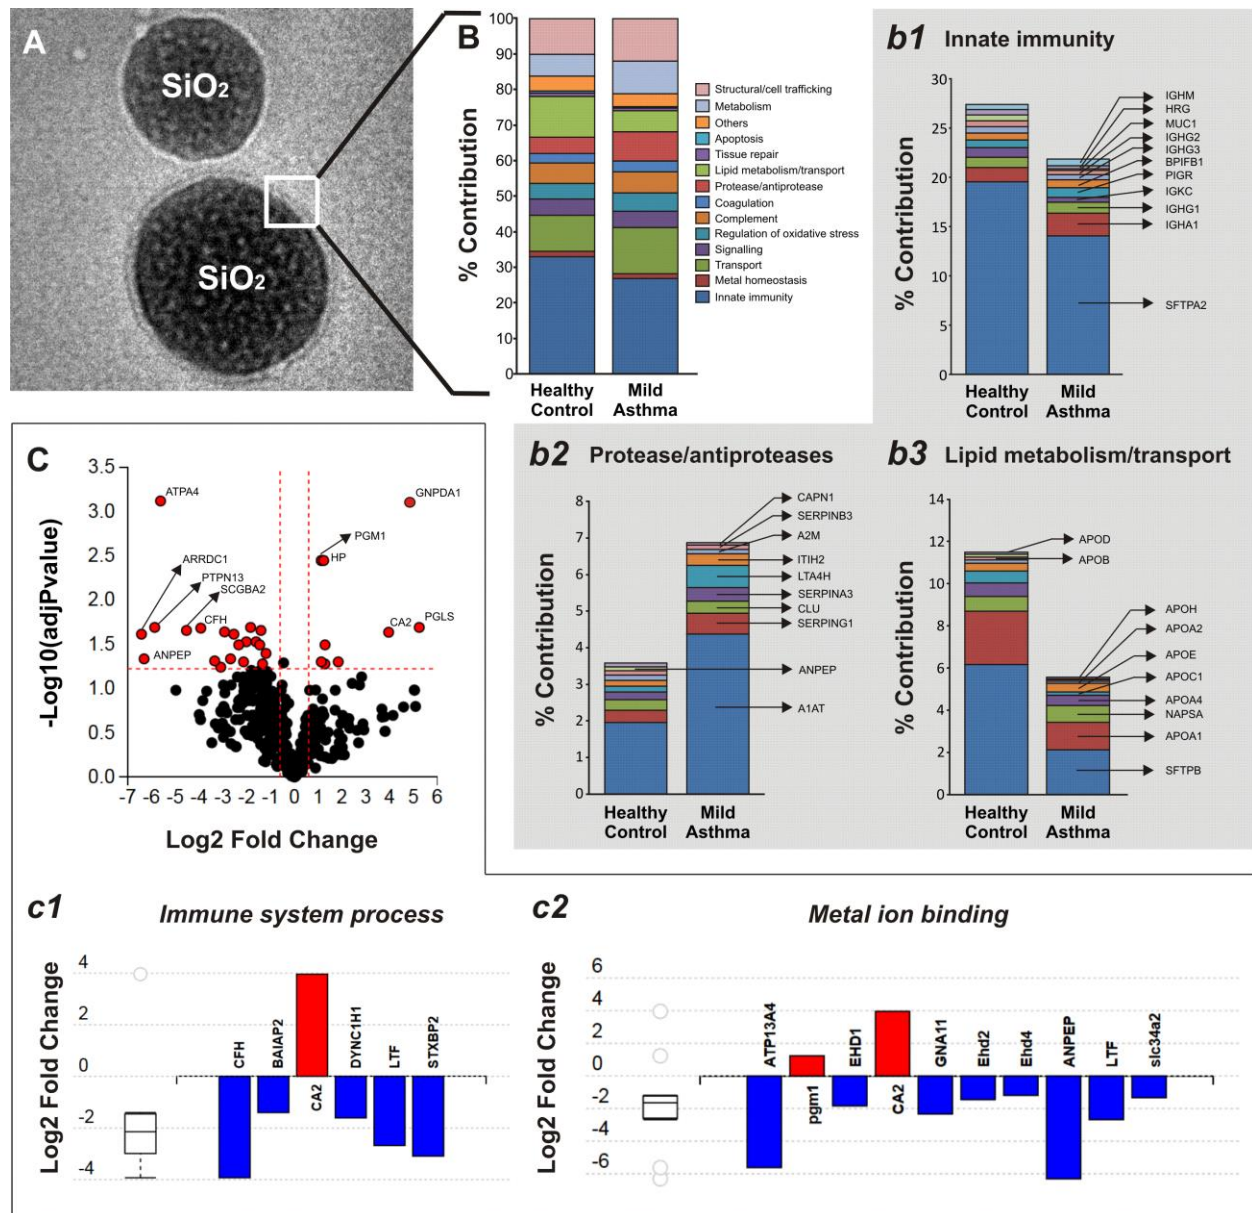 A
SiO2
SiO2
B
% Contribution
100
90
80
70
60
50
40
30
20
10
0
Healthy
Control
Mild
Asthma
Structural/cell trafficking
Metabolism
Others
Apoptosis
Tissue repair
Lipid metabolism/transport
Protease/antiprotease
Coagulation
Complement
Regulation of oxidative stress
Signalling
Transport
Metal homeostasis
Innate immunity
b1 Innate immunity
% Contribution
30
25
20
15
10
5
0
IGHM
HRG
MUC1
IGHG2
IGHG3
BPIFB1
PIGR
IGKC
IGHG1
IGHA1
SFTPA2
Healthy
Control
Mild
Asthma
b2 Protease/antiproteases
% Contribution
8
7
6
5
4
3
2
1
0
CAPN1
SERPINB3
A2M
ITIH2
LTA4H
SERPINA3
CLU
SERPING1
ANPEP
A1AT
Healthy
Control
Mild
Asthma
b3 Lipid metabolism/transport
% Contribution
14
12
10
8
6
4
2
0
APOD
APOB
APOH
APOA2
APOE
APOC1
APOA4
NAPSA
APOA1
SFTPB
Healthy
Control
Mild
Asthma
C
-Log10(adjPvalue)
3.5
3.0
2.5
2.0
1.5
1.0
0.5
0.0
ATPA4
GNPDA1
PGM1
HP
ARRDC1
PTPN13
SCGBA2
CFH
ANPEP
CA2
PGLS
-7 -6 -5 -4 -3 -2 -1 0 1 2 3 4 5 6
Log2 Fold Change
c1 Immune system process
Log2 Fold Change
4
2
0
-2
-4
CFH
BAIAP2
CA2
DYNC1H1
LTF
STXBP2
c2 Metal ion binding
Log2 Fold Change
6
4
2
0
-2
-4
-6
ATP13A4
pgm1
EHD1
CA2
GNA11
Ehd2
Ehd4
ANPEP
LTF
slc34a2